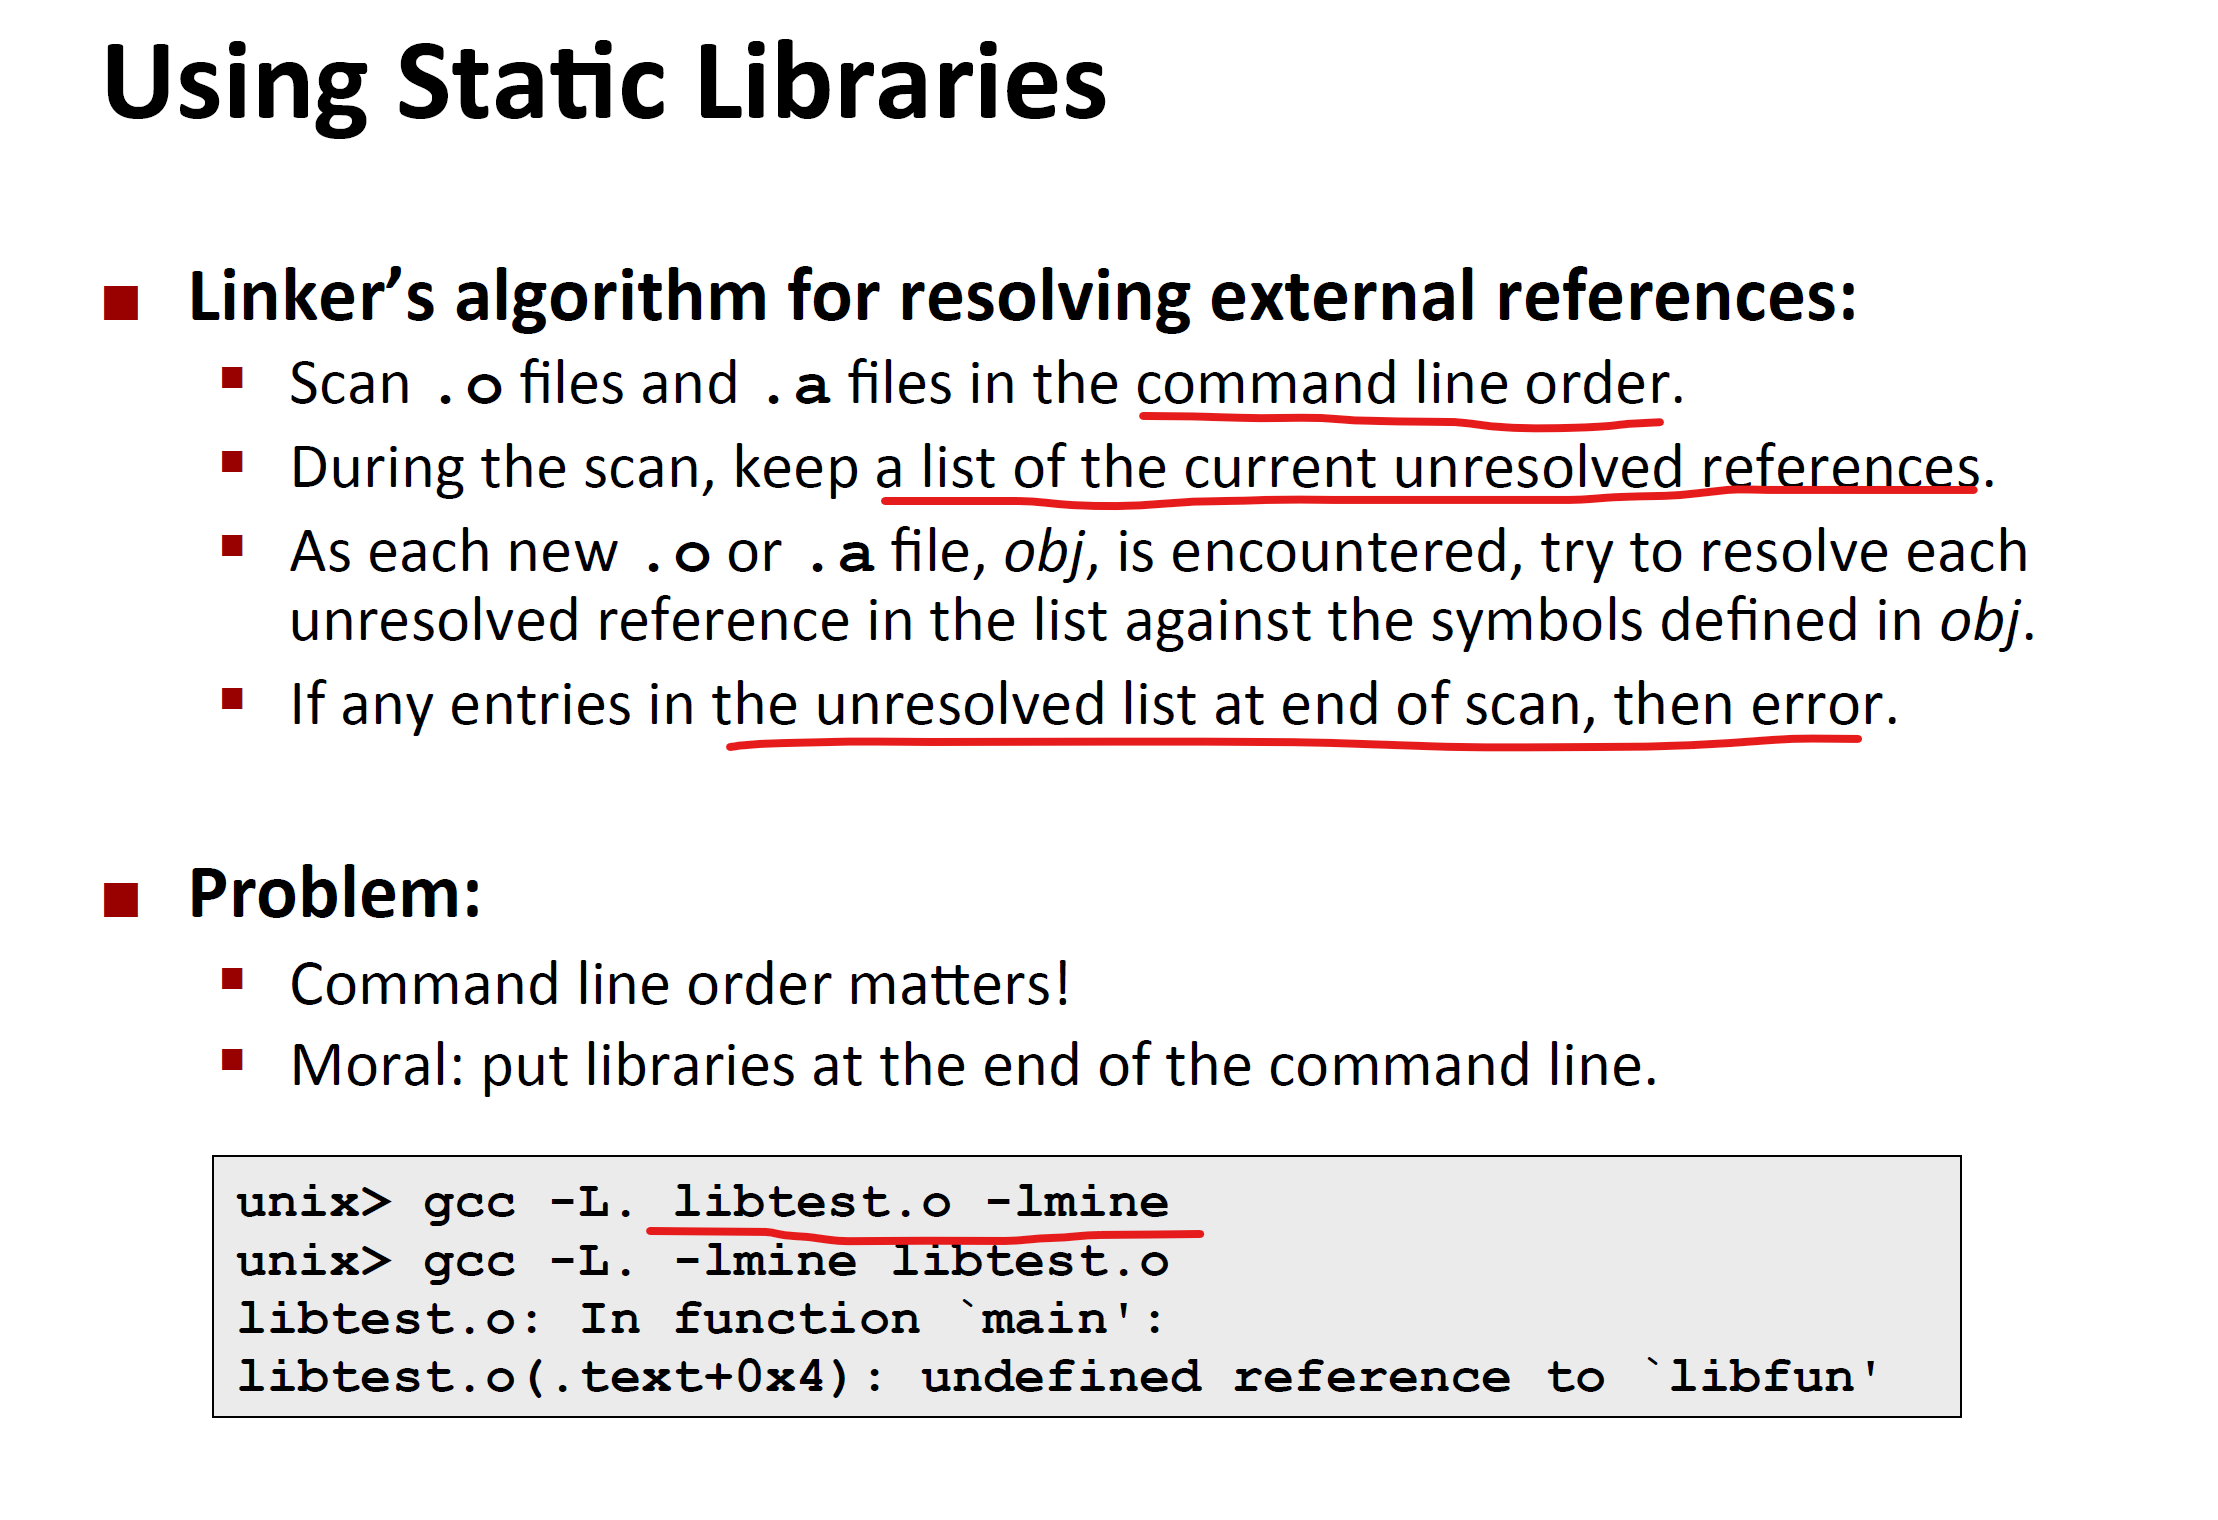 Using Static Libraries
Linker’s algorithm for resolving external references:
Scan .o files and .a files in the command line order.
During the scan, keep a list of the current unresolved references.
As each new .o or .a file, obj, is encountered, try to resolve each
unresolved reference in the list against the symbols defined in obj.
If any entries in the unresolved list at end of scan, then error.
Problem:
Command line order matters!
Moral: put libraries at the end of the command line.
unix> gcc -L. libtest.o -lmine
unix> gcc -L. -lmine libtest.o
libtest.o: In function `main':
libtest.o(.text+0x4): undefined reference to `libfun'